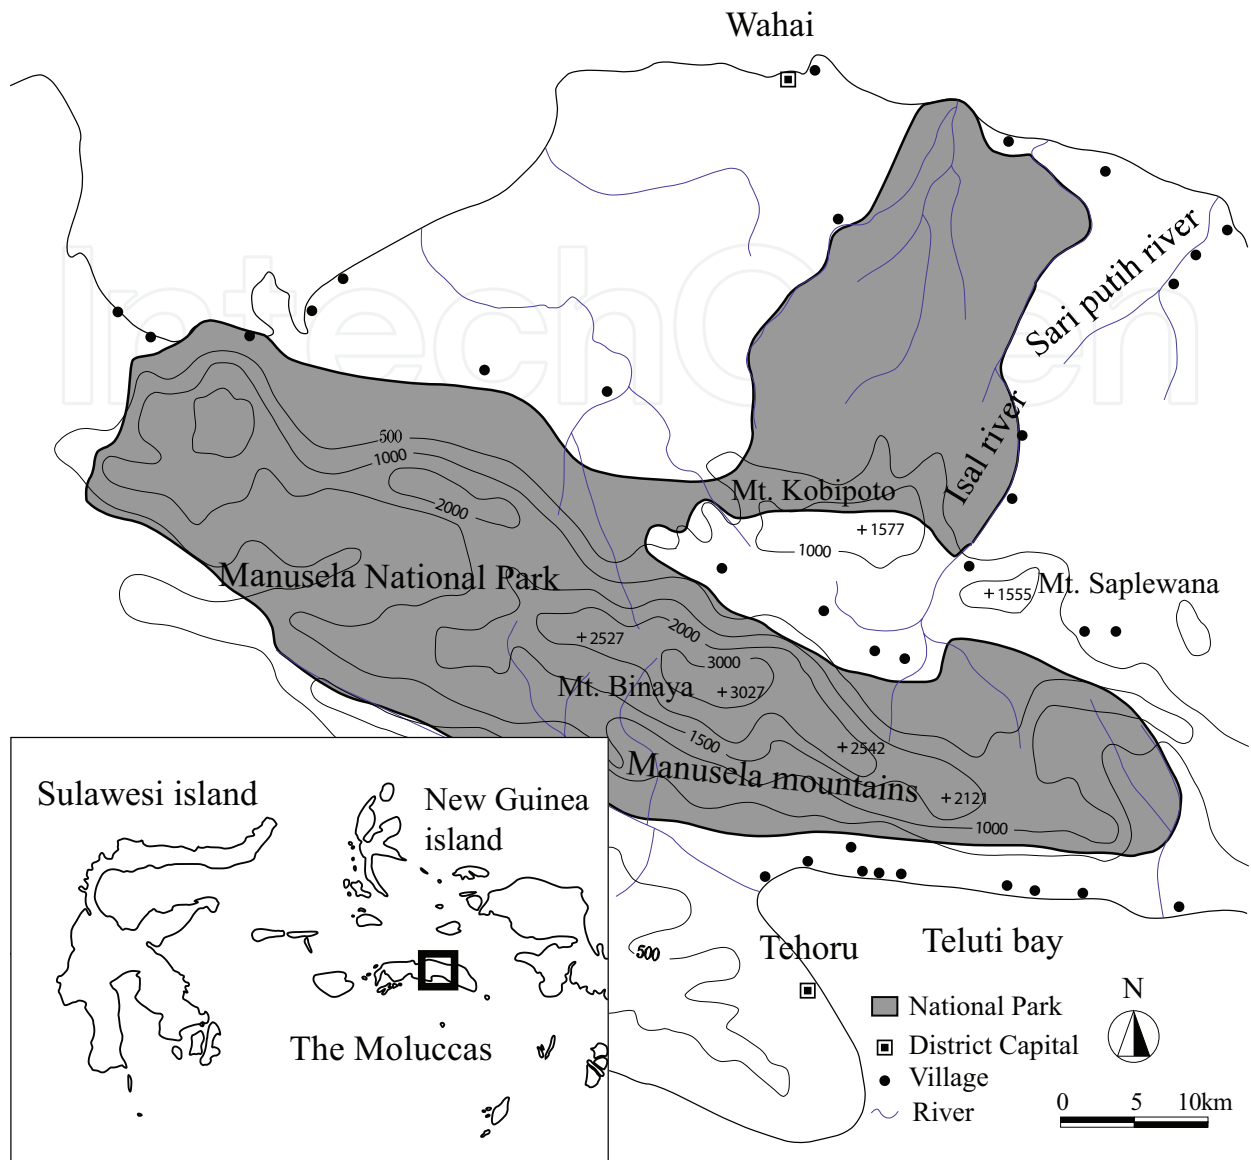 Wahai
IntechOpen
Sari putih river
Isal river
500
1000
2000
Mt. Kobipoto
+1577
1000
Manusela National Park
Mt. Saplewana
+1555
2000
+2527
3000
Mt. Binaya
+3027
1500
+2542
Manusela mountains
+2121
1000
Sulawesi island
New Guinea
island
The Moluccas
500
Tehoru
Teluti bay
N
National Park
District Capital
Village
River
0 5 10km